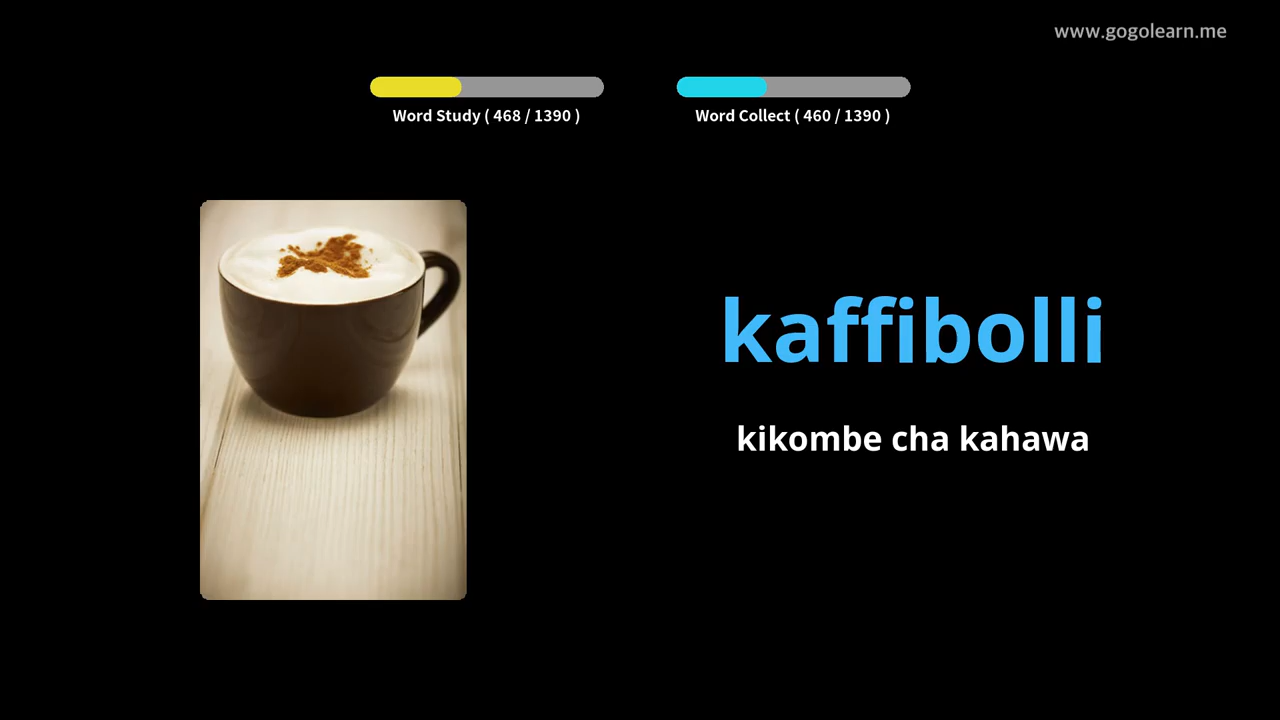 www.gogolearn.me
Word Study ( 468 / 1390 )
Word Collect ( 460 / 1390 )
kaffibolli
kikombe cha kahawa